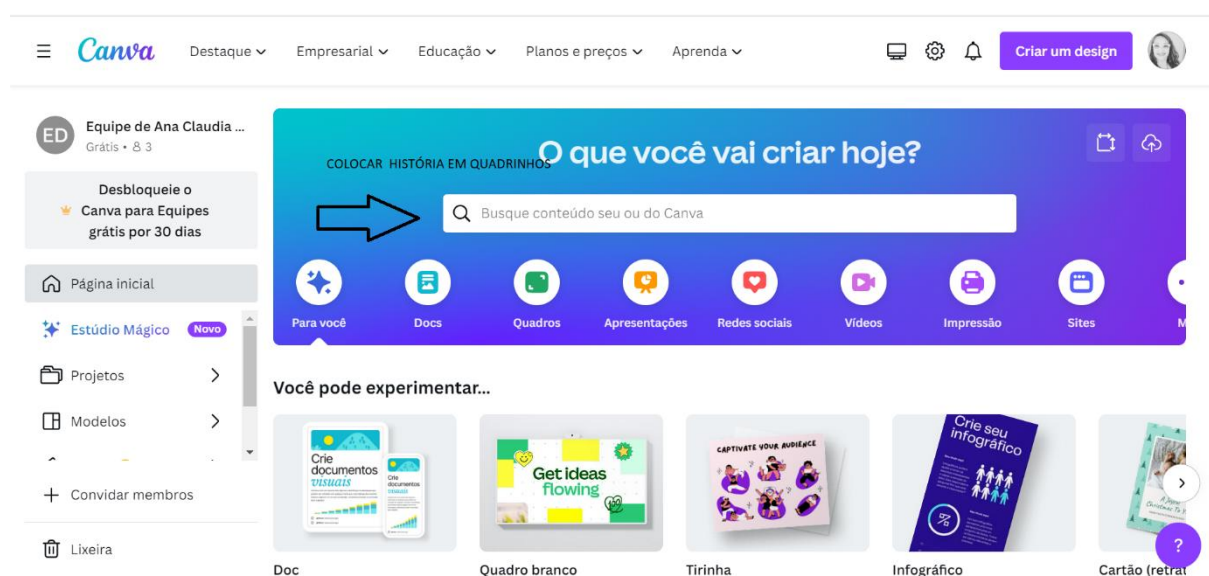 Canva
Destaque
Empresarial
Educação
Planos e preços
Aprenda
Criar um design
ED
Equipe de Ana Claudia ...
Grátis • 3
Desbloqueie o
Canva para Equipes
grátis por 30 dias
Página inicial
Estúdio Mágico Novo
Projetos
Modelos
Convidar membros
Lixeira
O que você vai criar hoje?
COLOCAR HISTÓRIA EM QUADRINHOS
Busque conteúdo seu ou do Canva
Para você
Docs
Quadros
Apresentações
Redes sociais
Vídeos
Impressão
Sites
M
Você pode experimentar...
Crie
documentos
visuais
Crie
documentos
visuais
Get ideas
flowing
CAPTIVATE YOUR AUDIENCE
Crie seu
infográfico
%
?
Doc
Quadro branco
Tirinha
Infográfico
Cartão (retrat